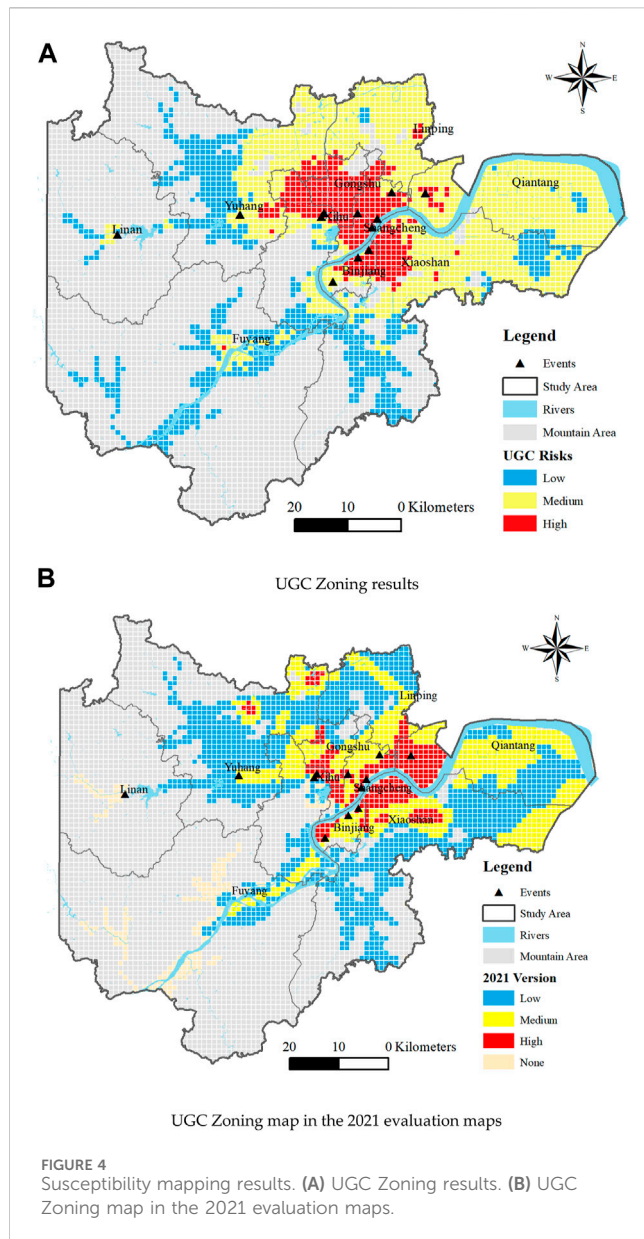 A
N
W E
S
Linping
Gongshu
Qiantang
Yuhang
Xihu
Linan
Shangcheng
Xiaoshan
Binjiang
Fuyang
Legend
Events
Study Area
Rivers
Mountain Area
UGC Risks
Low
Medium
High
20 10 0 Kilometers
UGC Zoning results
B
N
W E
S
Linping
Gongshu
Qiantang
Yuhang
Xihu
Linan
Shangcheng
Xiaoshan
Binjiang
Fuyang
Legend
Events
Study Area
Rivers
Mountain Area
2021 Version
Low
Medium
High
None
20 10 0 Kilometers
UGC Zoning map in the 2021 evaluation maps
FIGURE 4
Susceptibility mapping results. (A) UGC Zoning results. (B) UGC
Zoning map in the 2021 evaluation maps.